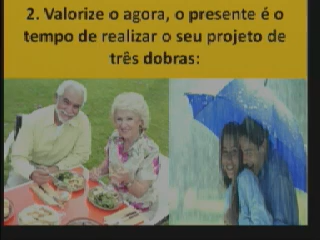 2. Valorize o agora, o presente é o
tempo de realizar o seu projeto de
três dobras: